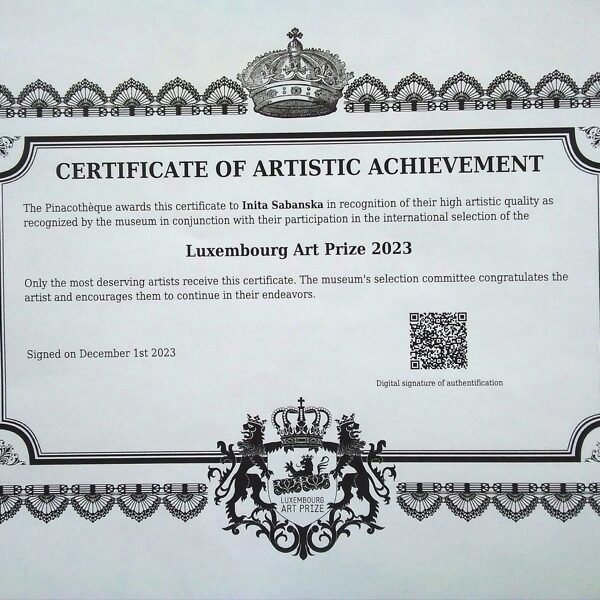 CERTIFICATE OF ARTISTIC ACHIEVEMENT
The Pinacothèque awards this certificate to Inita Sabanska in recognition of their high artistic quality as
recognized by the museum in conjunction with their participation in the international selection of the
Luxembourg Art Prize 2023
Only the most deserving artists receive this certificate. The museum's selection committee congratulates the
artist and encourages them to continue in their endeavors.
Signed on December 1st 2023
Digital signature of authentification
LUXEMBOURG
ART PRIZE